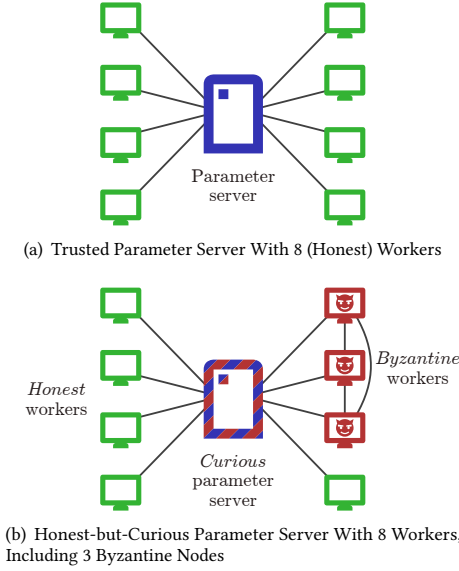 Parameter
server
(a) Trusted Parameter Server With 8 (Honest) Workers
Honest
workers
Byzantine
workers
Curious
parameter
server
(b) Honest-but-Curious Parameter Server With 8 Workers,
Including 3 Byzantine Nodes